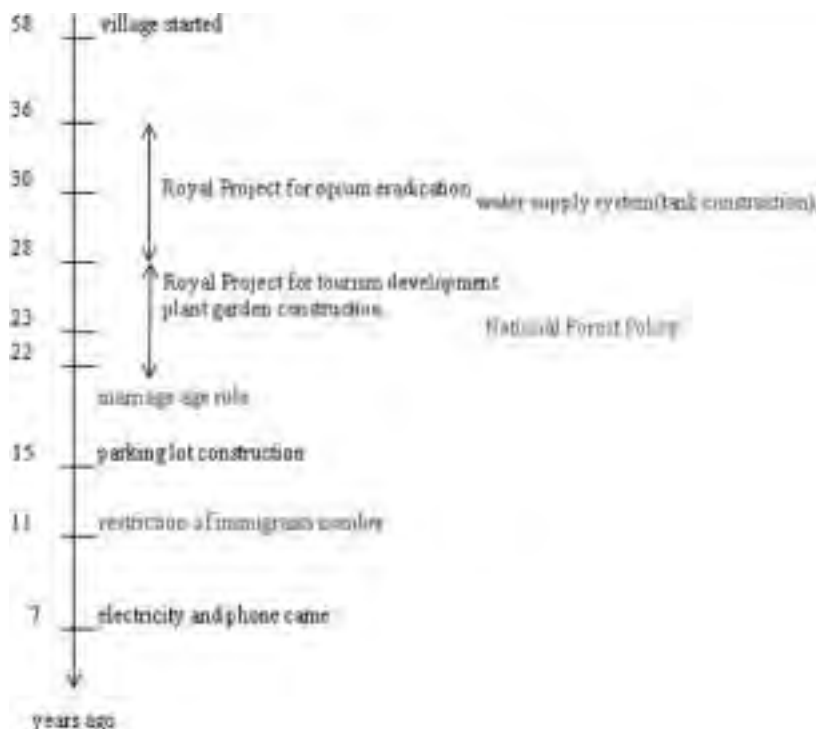 58 village started
36
30 Royal Project for opium eradication water supply system(tank construction)
28
Royal Project for tourism development
plant garden construction
23 National Forest Policy
22
marriage age role
15 parking lot construction
11 restriction of immigrants number
7 electricity and phone came
years ago